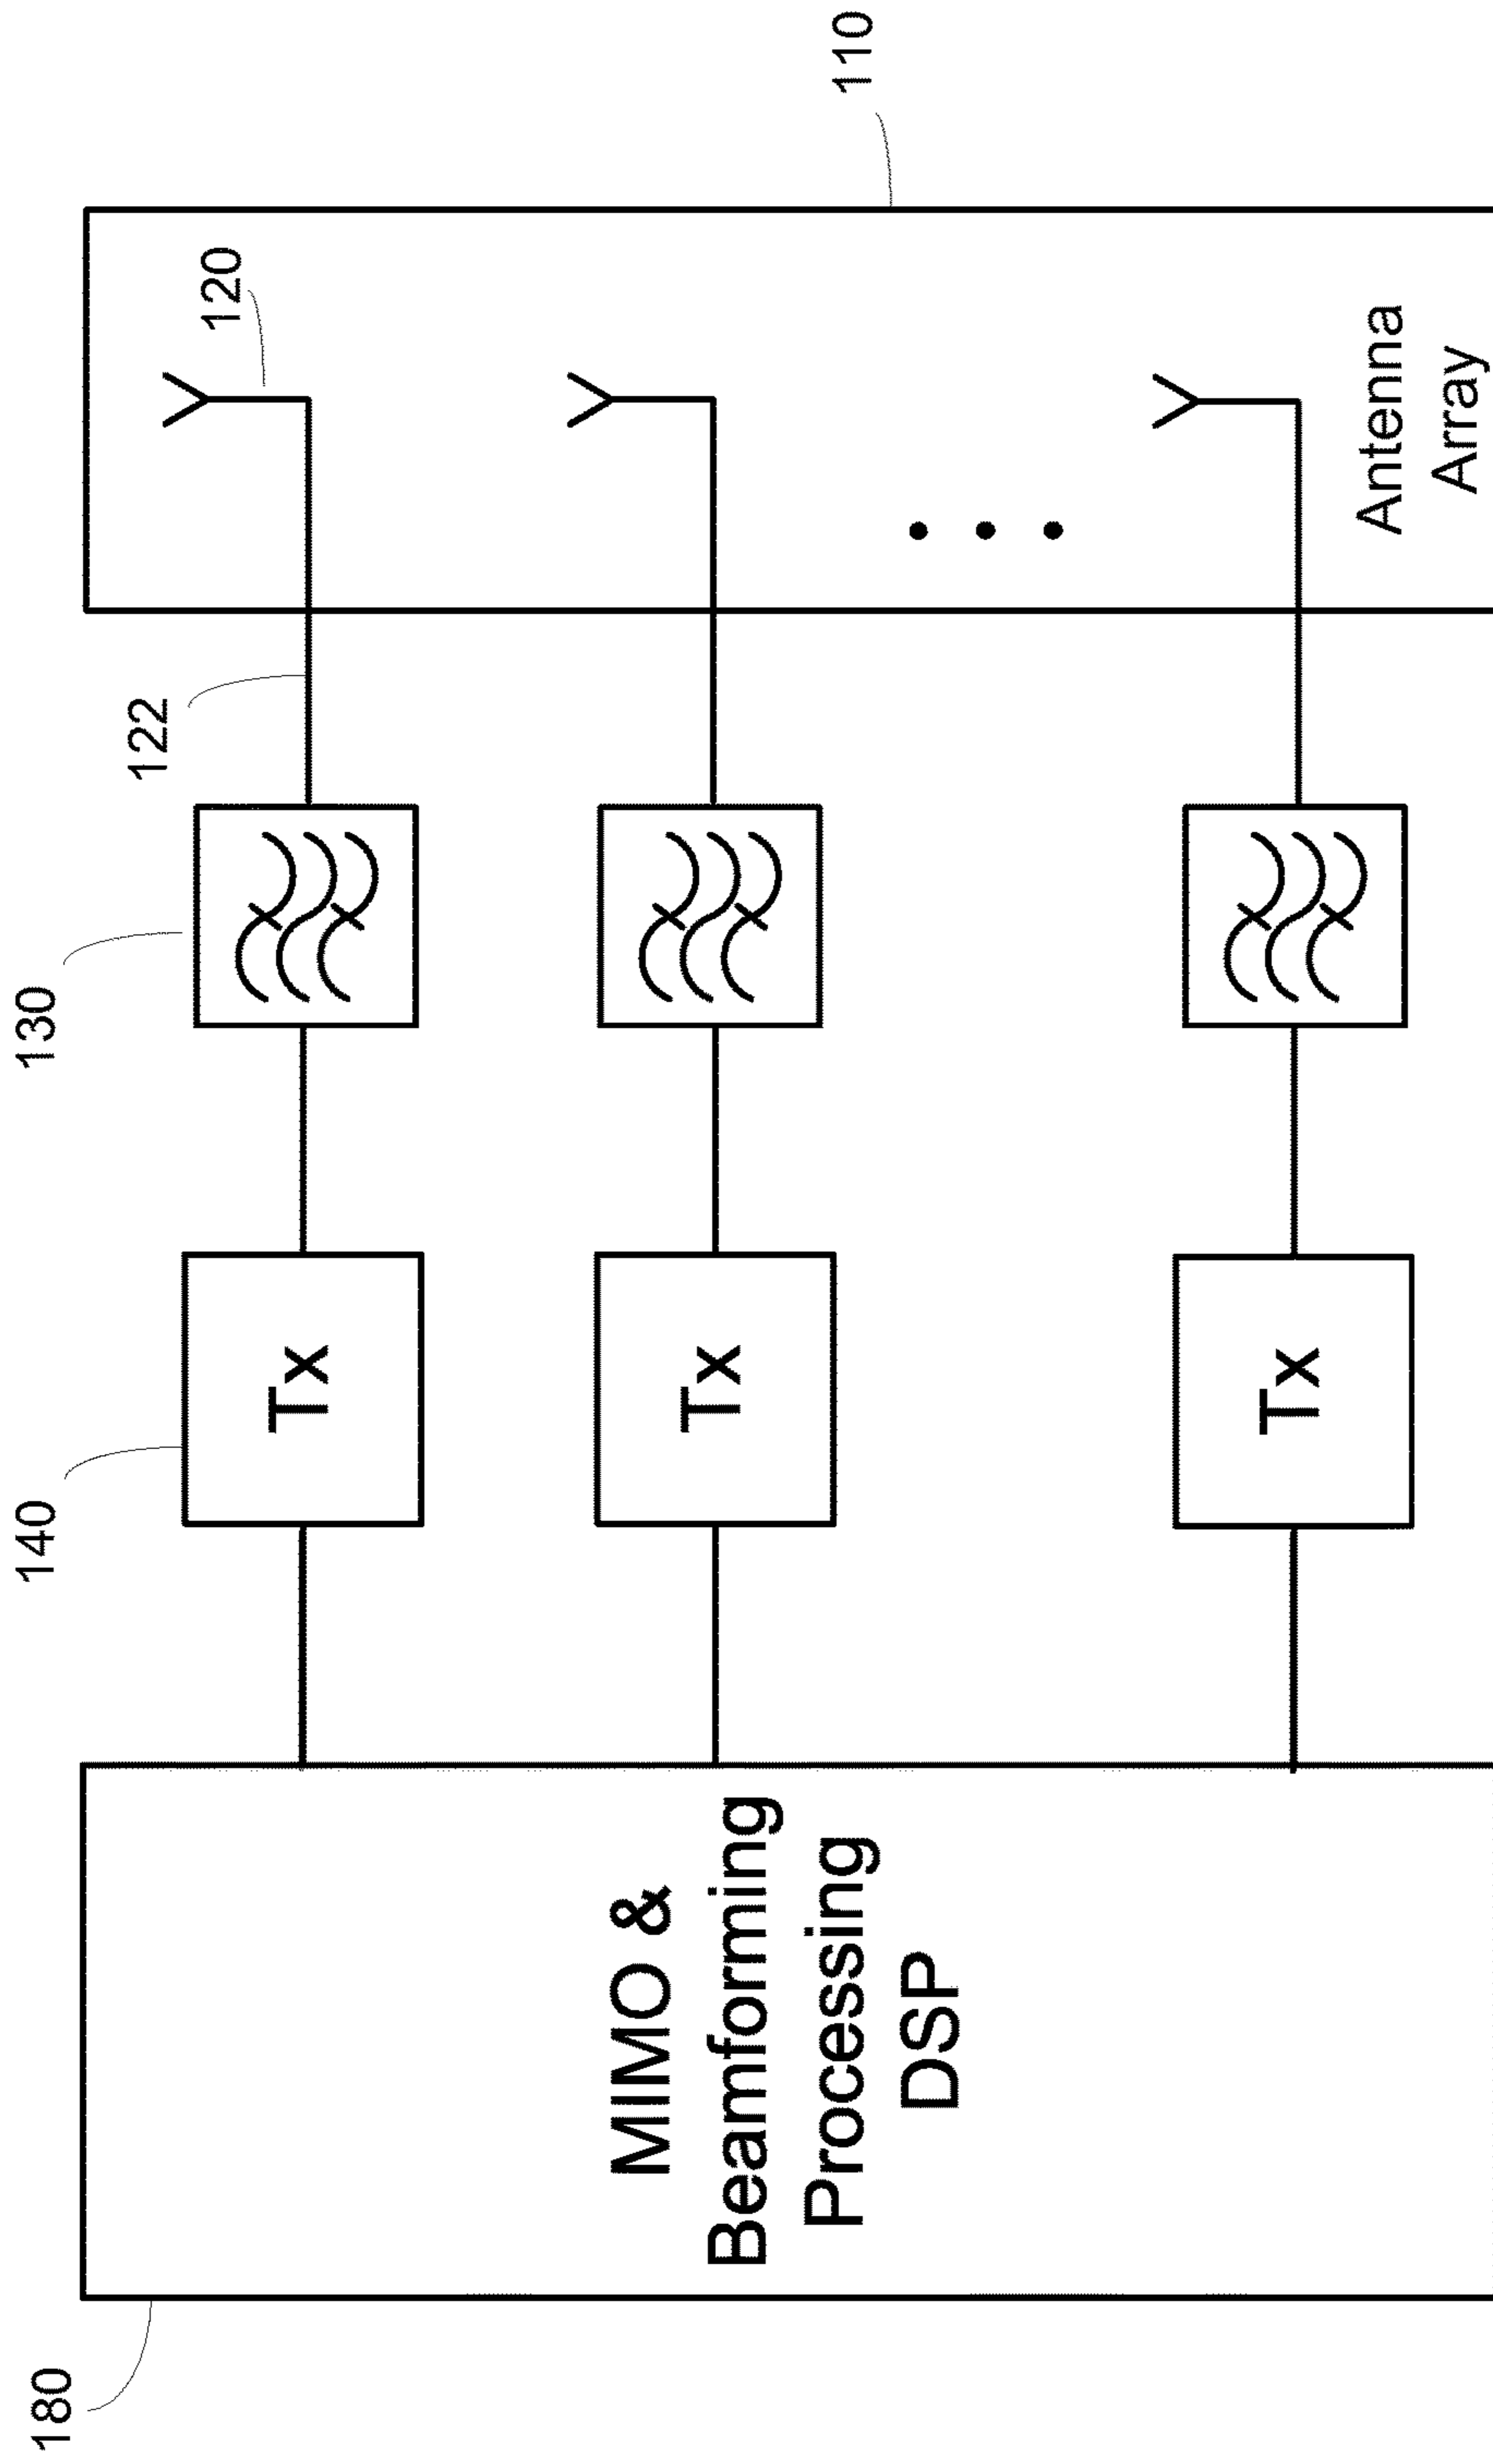 180
MIMO &
Beamforming
Processing
DSP
140
Tx
Tx
Tx
130
122
120
110
Antenna
Array